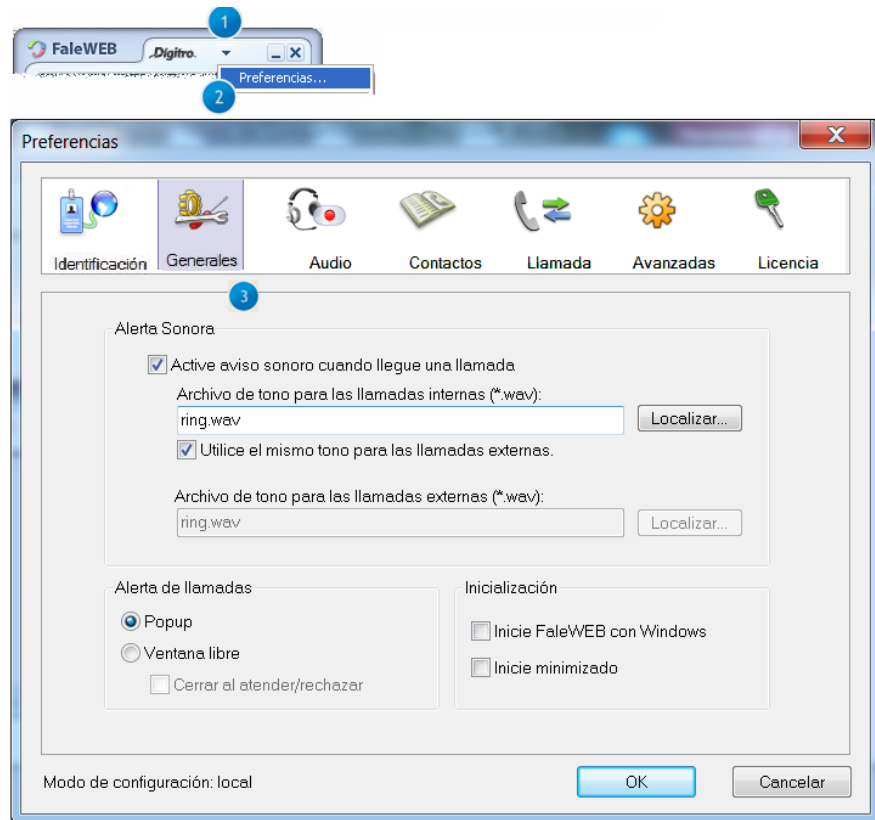 1
FaleWEB Dígitro.
Preferencias...
2
Preferencias
Identificación Generales Audio Contactos Llamada Avanzadas Licencia
3
Alerta Sonora
Active aviso sonoro cuando llegue una llamada
Archivo de tono para las llamadas internas (*.wav):
ring.wav Localizar...
Utilice el mismo tono para las llamadas externas.
Archivo de tono para las llamadas externas (*.wav):
ring.wav Localizar...
Alerta de llamadas
Popup
Ventana libre
Cerrar al atender/rechazar
Inicialización
Inicie FaleWEB con Windows
Inicie minimizado
Modo de configuración: local OK Cancelar